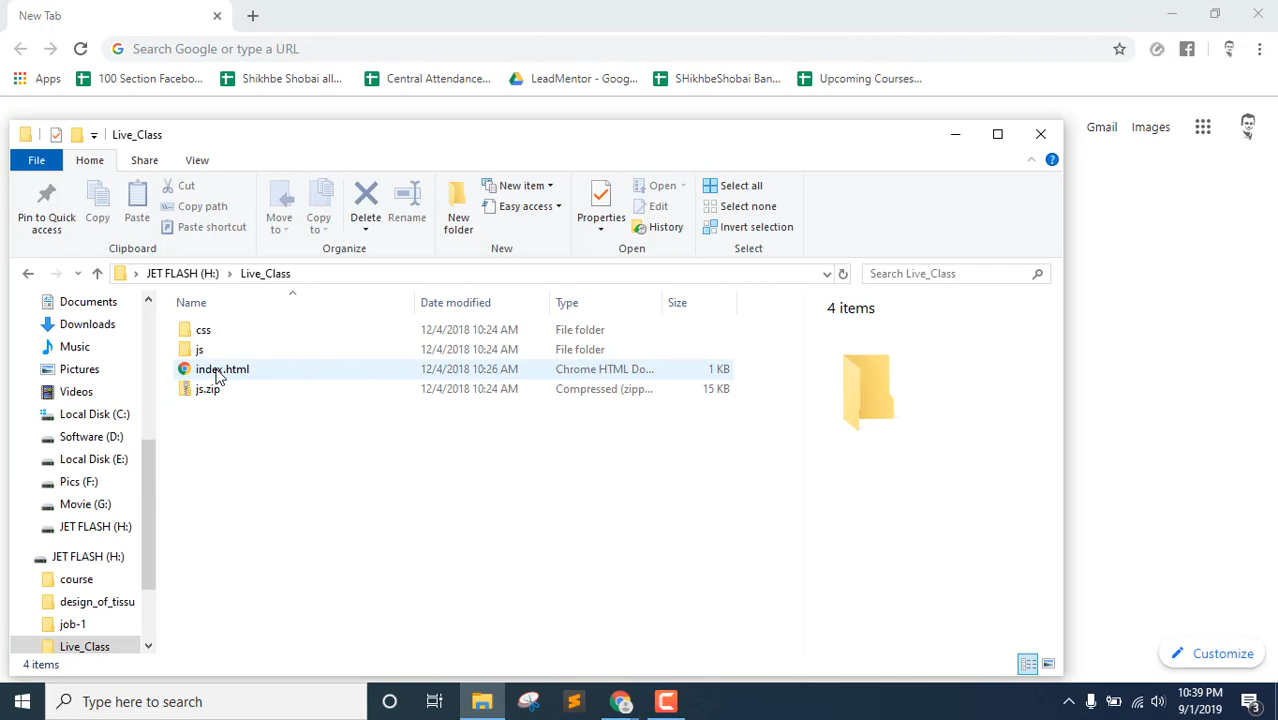 New Tab
Search Google or type a URL
Apps
100 Section Facebo...
Shikhbe Shobai all...
Central Attendance...
LeadMentor - Goog...
SHikhbeShobai Ban...
Upcoming Courses...
Gmail Images
Live_Class
File Home Share View
Pin to Quick access
Copy
Paste
Cut
Copy path
Paste shortcut
Clipboard
Move to
Copy to
Delete
Rename
Organize
New folder
New item
Easy access
New
Properties
Open
Edit
History
Open
Select all
Select none
Invert selection
Select
JET FLASH (H:) Live_Class
Search Live_Class
Documents
Downloads
Music
Pictures
Videos
Local Disk (C:)
Software (D:)
Local Disk (E:)
Pics (F:)
Movie (G:)
JET FLASH (H:)
JET FLASH (H:)
course
design_of_tissu
job-1
Live_Class
Name Date modified Type Size
css 12/4/2018 10:24 AM File folder
js 12/4/2018 10:24 AM File folder
index.html 12/4/2018 10:26 AM Chrome HTML Do... 1 KB
js.zip 12/4/2018 10:24 AM Compressed (zipp... 15 KB
4 items
4 items
Customize
Type here to search
10:39 PM
9/1/2019
3